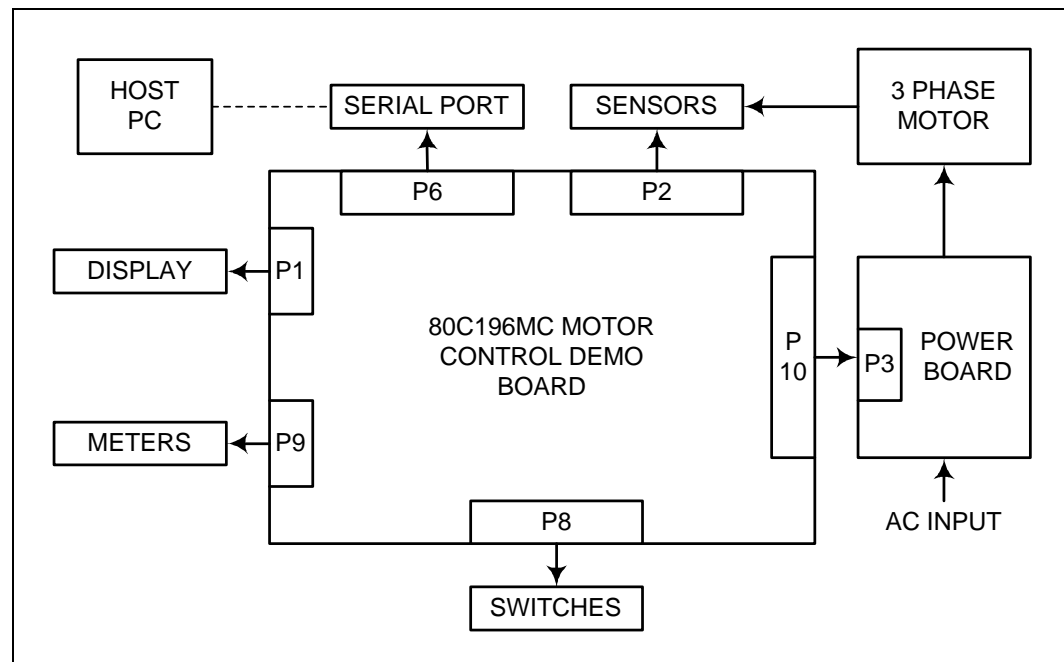 HOST
PC
SERIAL PORT
SENSORS
3 PHASE
MOTOR
P6
P2
DISPLAY
P1
80C196MC MOTOR
CONTROL DEMO
BOARD
P
10
P3
POWER
BOARD
METERS
P9
P8
AC INPUT
SWITCHES